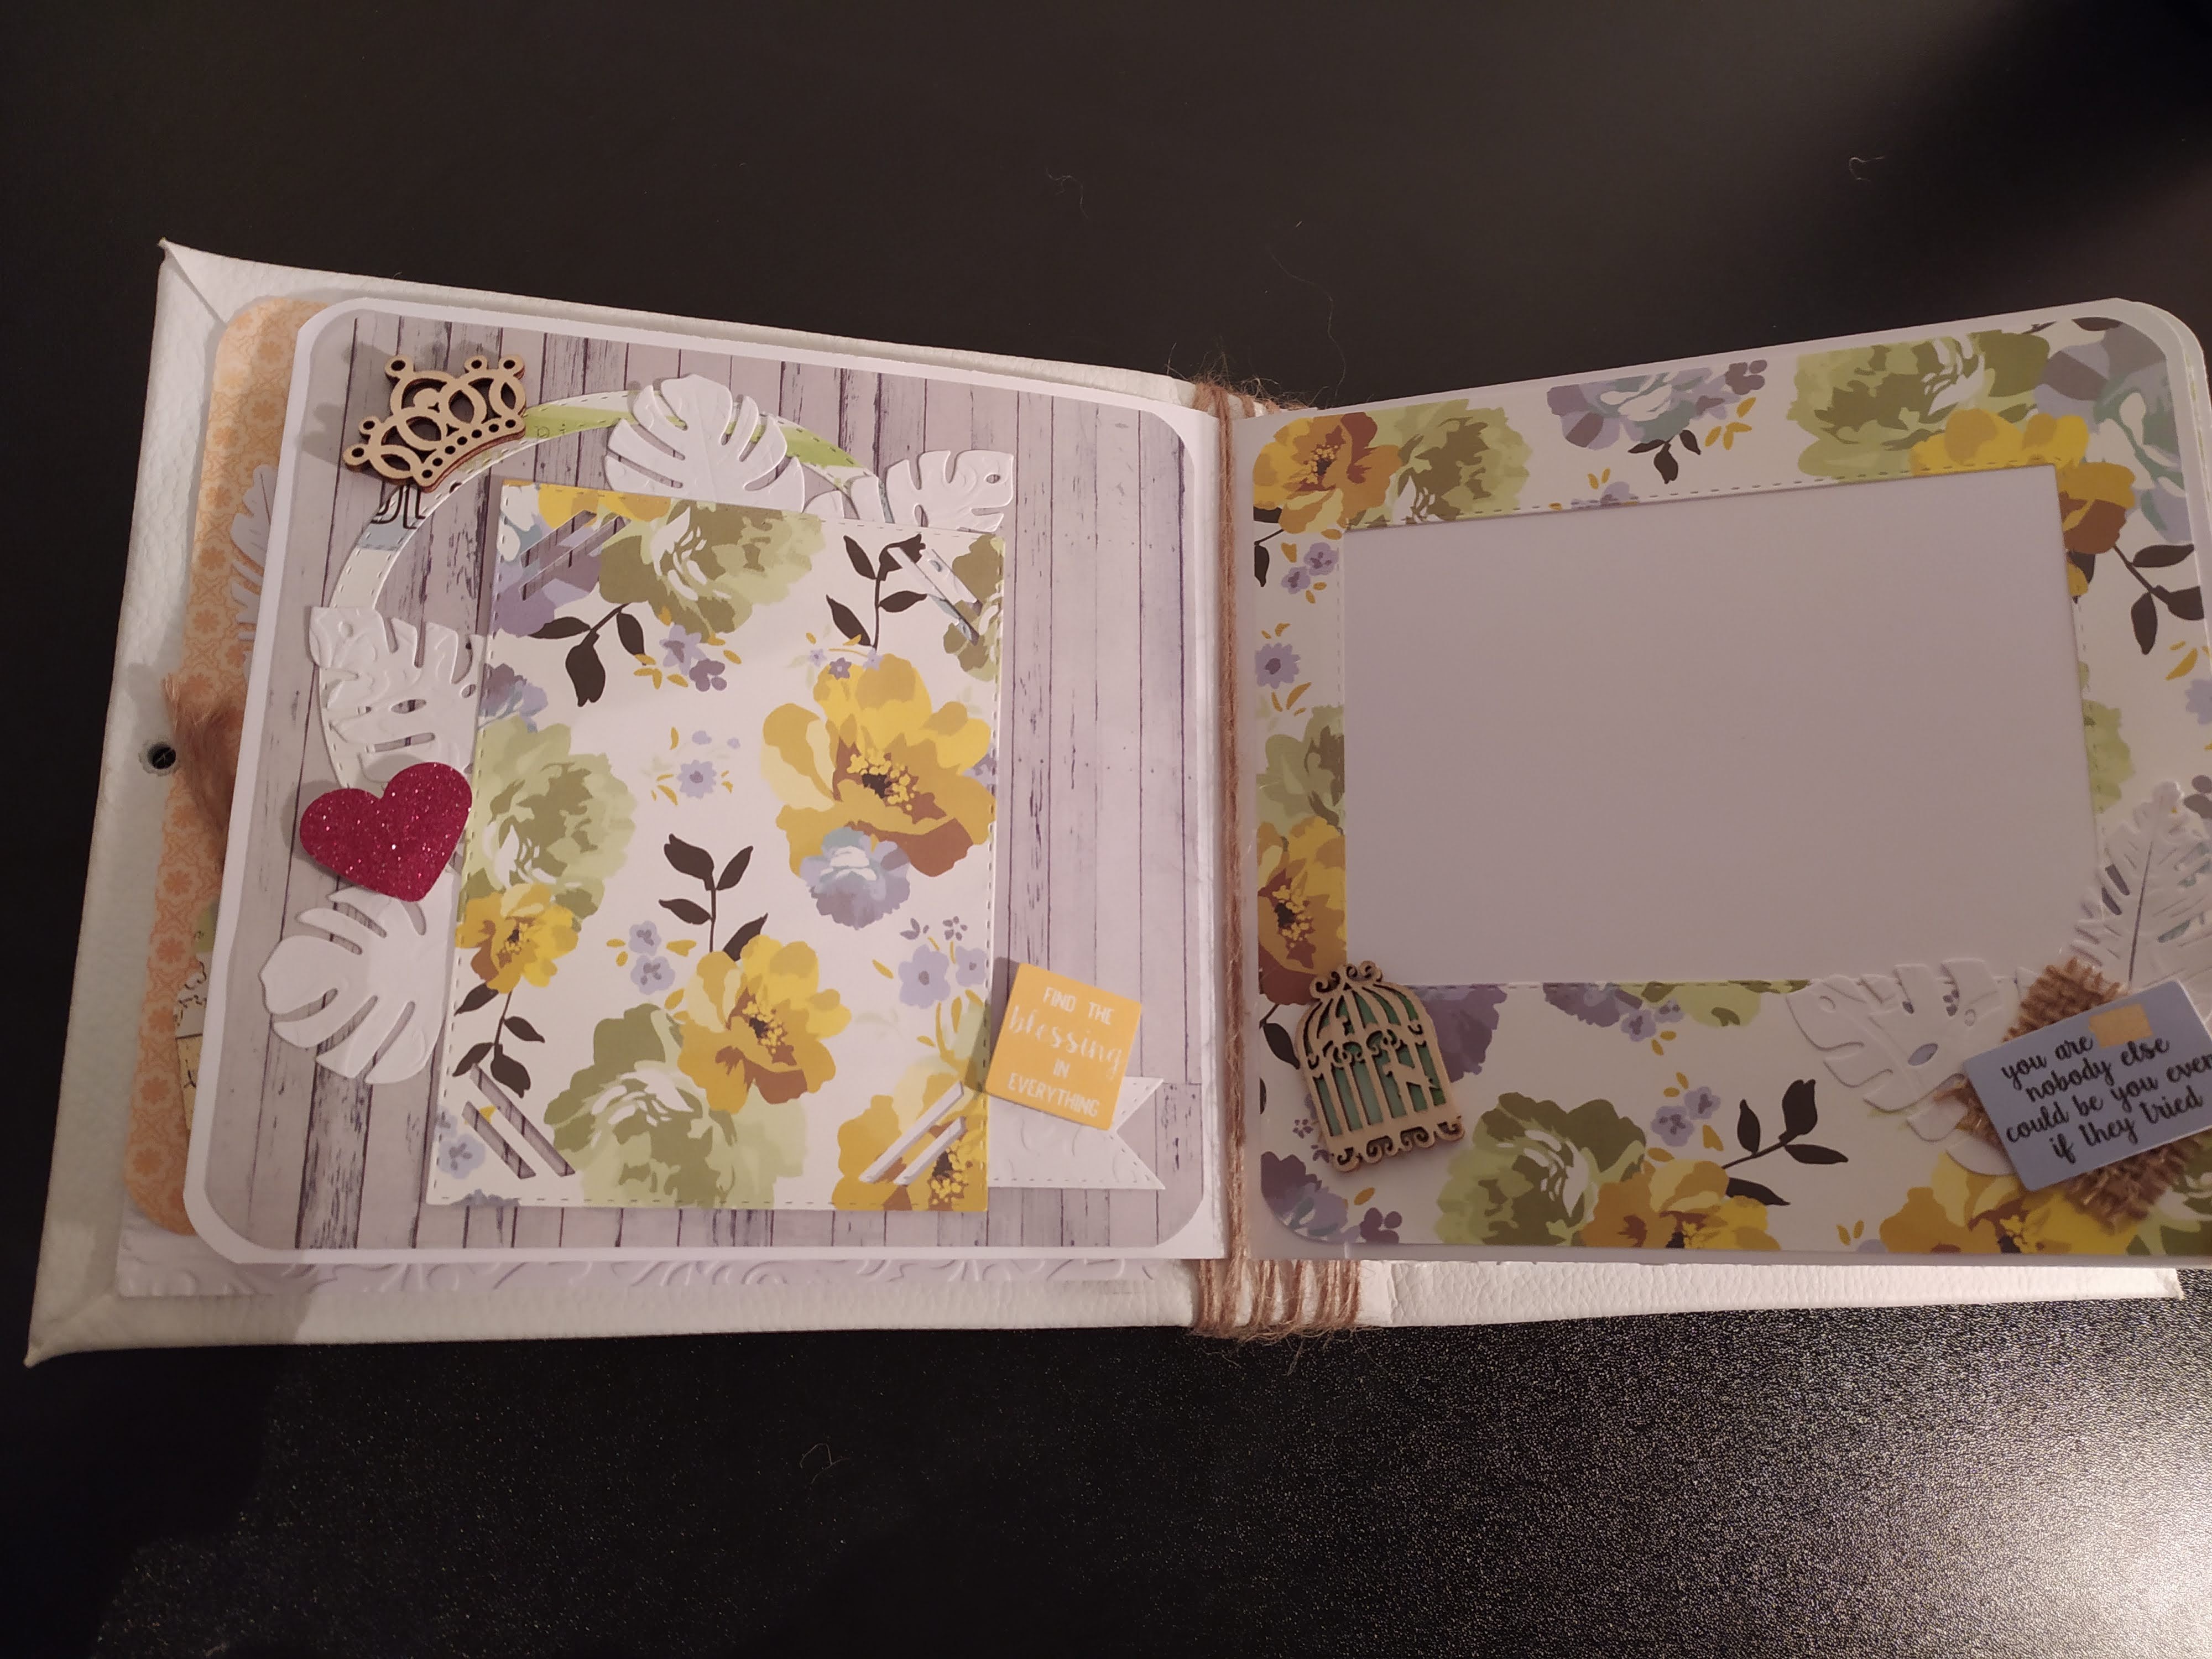 FIND THE
blessing
IN
EVERYTHING
you are
nobody else
could be you even
if they tried